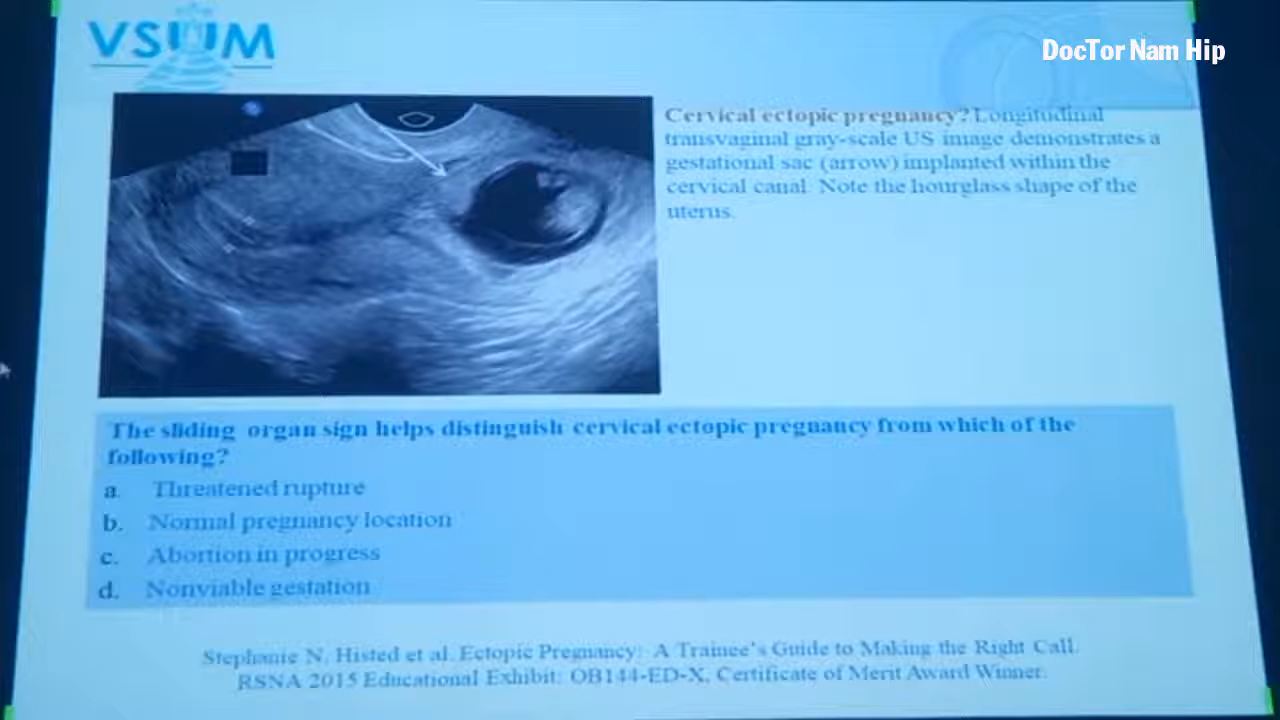 VSUM
DocTor Nam Hip
Cervical ectopic pregnancy? Longitudinal
transvaginal gray-scale US image demonstrates a
gestational sac (arrow) implanted within the
cervical canal. Note the hourglass shape of the
uterus.
The sliding organ sign helps distinguish cervical ectopic pregnancy from which of the
following?
a. Threatened rupture
b. Normal pregnancy location
c. Abortion in progress
d. Nonviable gestation
Stephanie N. Histed et al. Ectopic Pregnancy: A Trainee's Guide to Making the Right Call.
RSNA 2015 Educational Exhibit: OB144-ED-X, Certificate of Merit Award Winner.